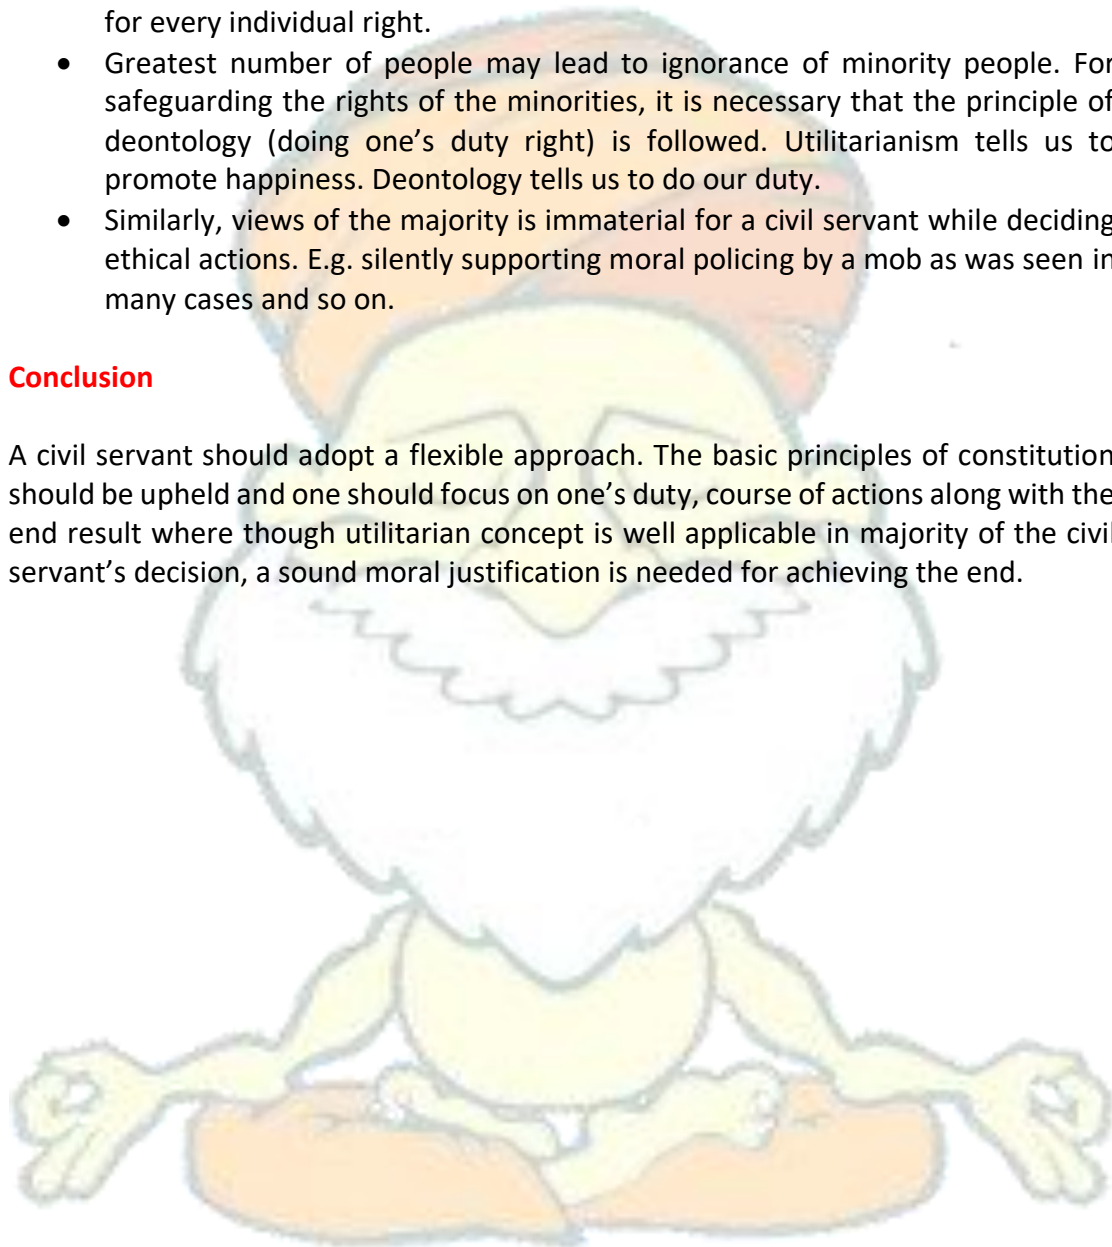 for every individual right.
• Greatest number of people may lead to ignorance of minority people. For
safeguarding the rights of the minorities, it is necessary that the principle of
deontology (doing one’s duty right) is followed. Utilitarianism tells us to
promote happiness. Deontology tells us to do our duty.
• Similarly, views of the majority is immaterial for a civil servant while deciding
ethical actions. E.g. silently supporting moral policing by a mob as was seen in
many cases and so on.
Conclusion
A civil servant should adopt a flexible approach. The basic principles of constitution
should be upheld and one should focus on one’s duty, course of actions along with the
end result where though utilitarian concept is well applicable in majority of the civil
servant’s decision, a sound moral justification is needed for achieving the end.